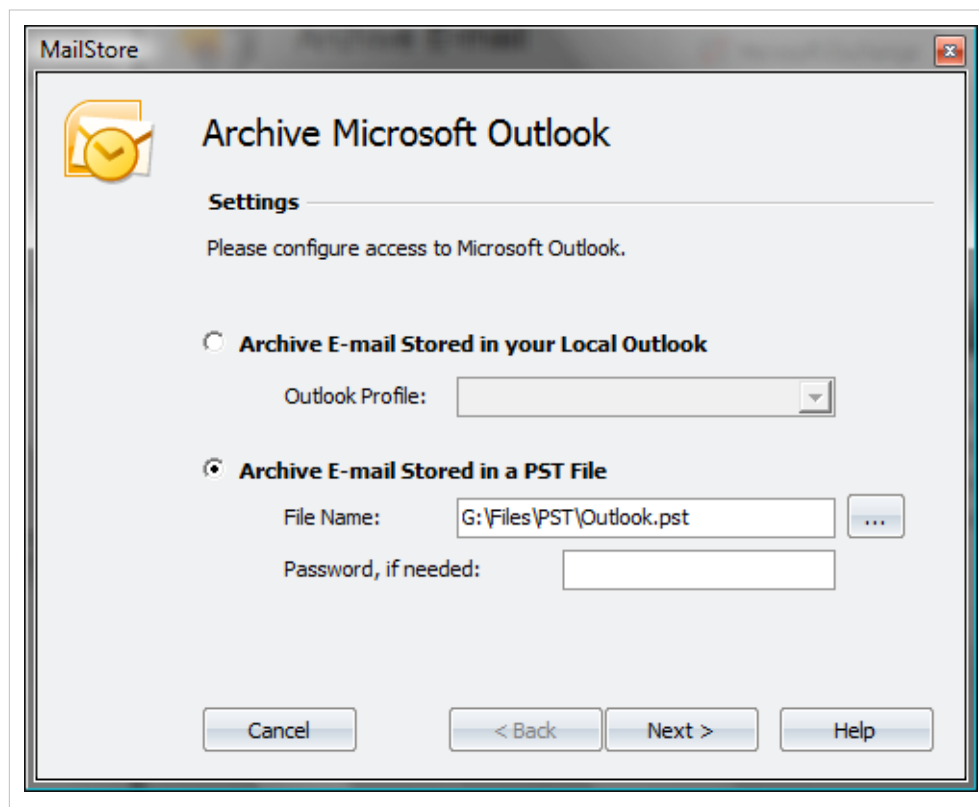 MailStore
Archive Microsoft Outlook
Settings
Please configure access to Microsoft Outlook.
Archive E-mail Stored in your Local Outlook
Outlook Profile:
Archive E-mail Stored in a PST File
File Name: G:\Files\PST\Outlook.pst ...
Password, if needed:
Cancel < Back Next > Help